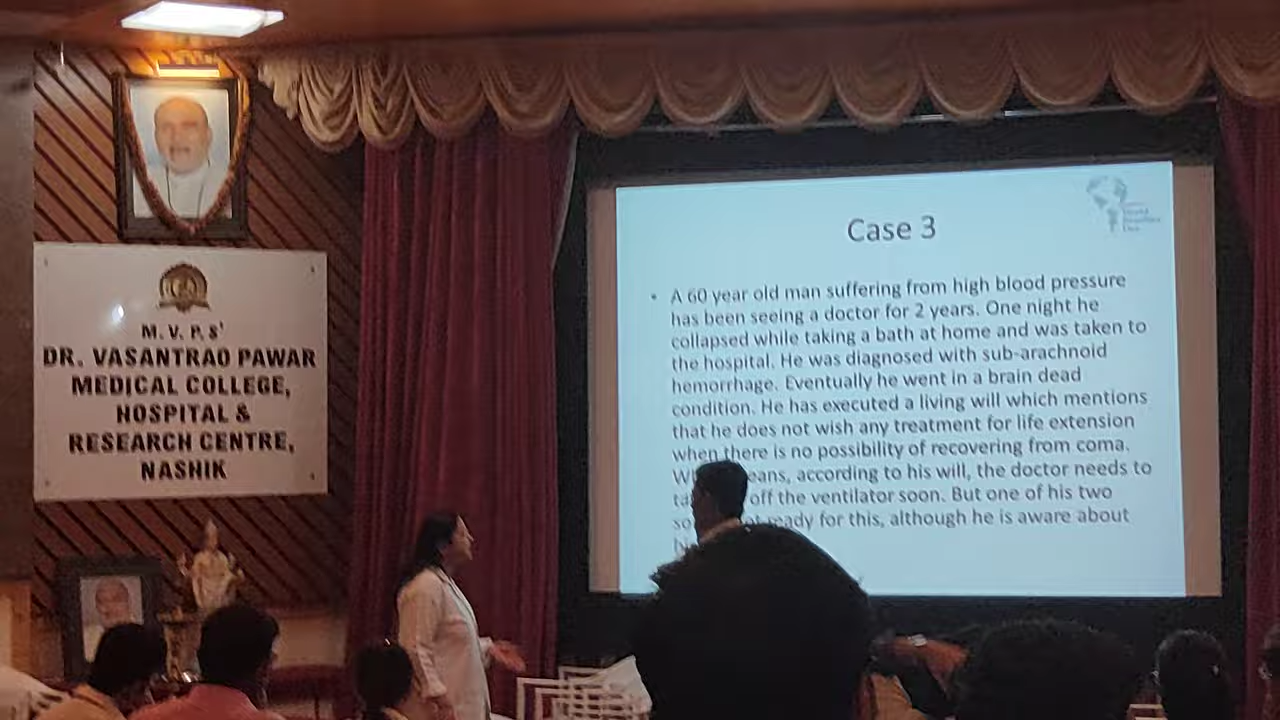 M. V. P. S'
DR. VASANTRAO PAWAR
MEDICAL COLLEGE,
HOSPITAL &
RESEARCH CENTRE,
NASHIK
World
Bioethics
Day
Case 3
• A 60 year old man suffering from high blood pressure
has been seeing a doctor for 2 years. One night he
collapsed while taking a bath at home and was taken to
the hospital. He was diagnosed with sub-arachnoid
hemorrhage. Eventually he went in a brain dead
condition. He has executed a living will which mentions
that he does not wish any treatment for life extension
when there is no possibility of recovering from coma.
according to his will, the doctor needs to
off the ventilator soon. But one of his two
ready for this, although he is aware about